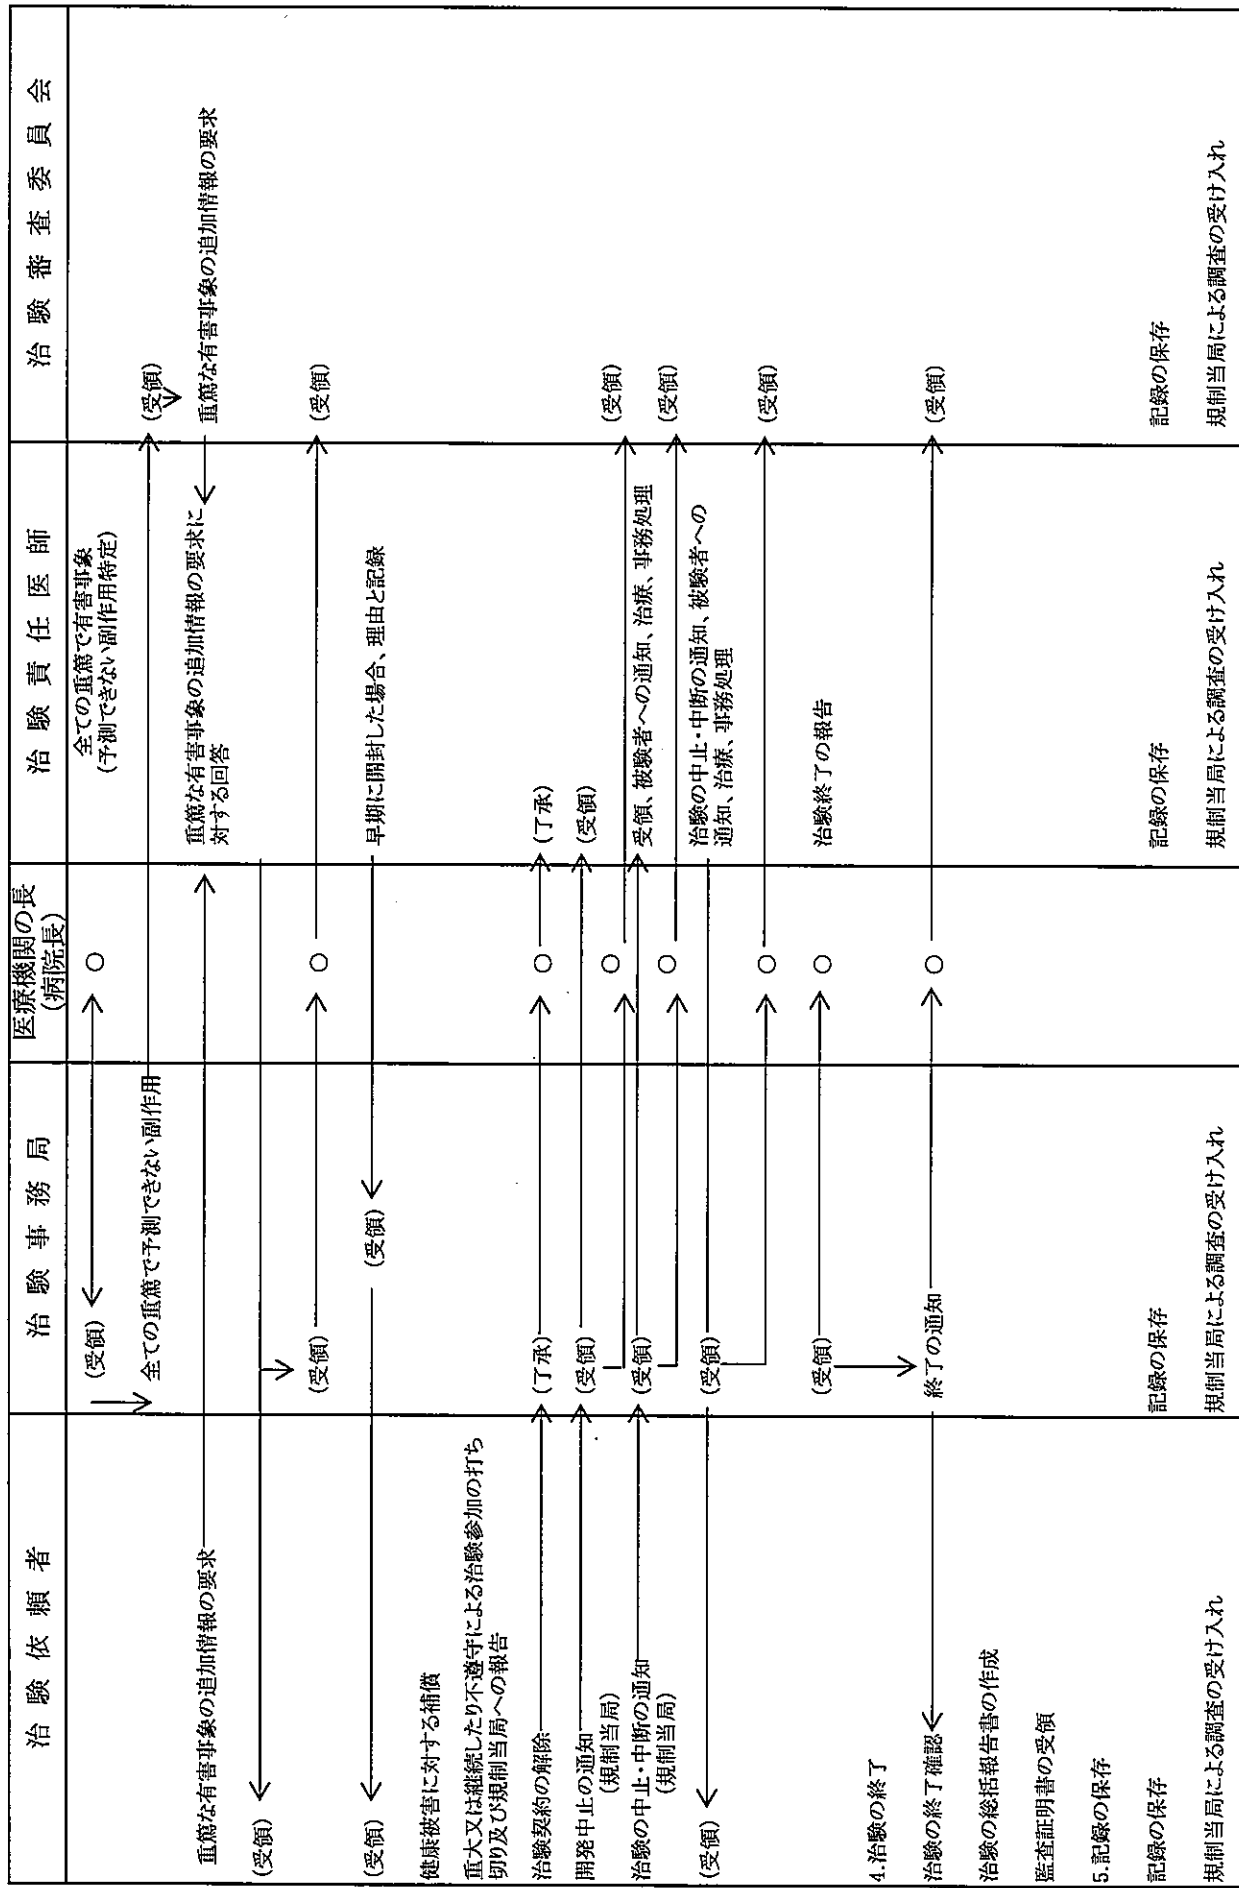 治験依頼者
治験事務局
医療機関の長
(病院長)
治験責任医師
治験審査委員会
(受領)
○
全ての重篤で有害事象
(予測できない副作用特定)
全ての重篤で予測できない副作用
(受領)
重篤な有害事象の追加情報の要求
重篤な有害事象の追加情報の要求に
対する回答
重篤な有害事象の追加情報の要求
(受領)
(受領)
○
(受領)
(受領)
(受領)
早期に開封した場合、理由と記録
健康被害に対する補償
重大又は継続したり不遵守による治験参加の打ち
切り及び規制当局への報告
治験契約の解除
(了承)
○
(了承)
開発中止の通知
(規制当局)
(受領)
(受領)
○
(受領)
治験の中止・中断の通知
(規制当局)
(受領)
受領、被験者への通知、治療、事務処理
○
(受領)
(受領)
(受領)
治験の中止・中断の通知、被験者への
通知、治療、事務処理
○
(受領)
(受領)
○
治験終了の報告
4.治験の終了
治験の終了確認
終了の通知
○
(受領)
治験の総括報告書の作成
監査証明書の受領
5.記録の保存
記録の保存
記録の保存
記録の保存
記録の保存
規制当局による調査の受け入れ
規制当局による調査の受け入れ
規制当局による調査の受け入れ
規制当局による調査の受け入れ